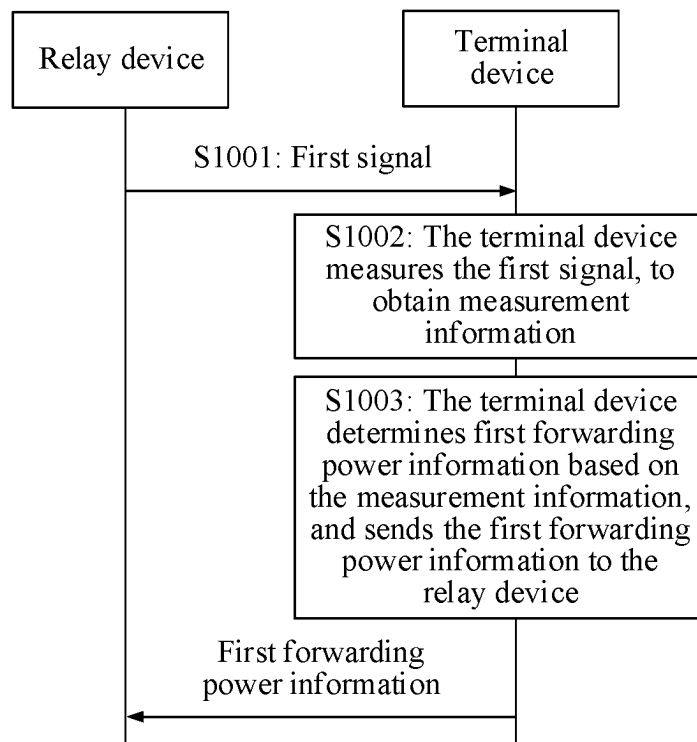 Relay device
Terminal
device
S1001: First signal
S1002: The terminal device
measures the first signal, to
obtain measurement
information
S1003: The terminal device
determines first forwarding
power information based on
the measurement information,
and sends the first forwarding
power information to the
relay device
First forwarding
power information